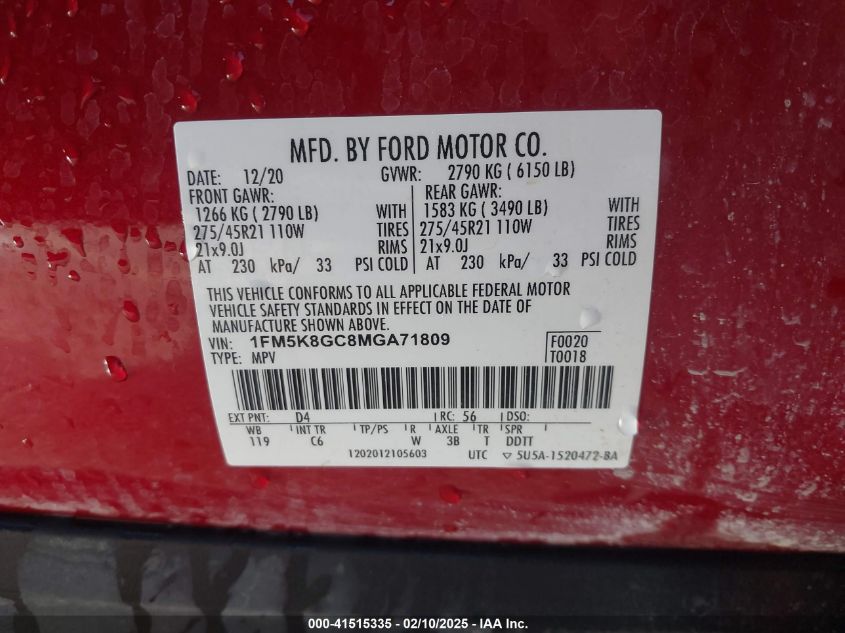 MFD. BY FORD MOTOR CO.
DATE: 12/20 GVWR: 2790 KG ( 6150 LB)
FRONT GAWR: REAR GAWR:
1266 KG ( 2790 LB) WITH 1583 KG ( 3490 LB) WITH
275/45R21 110W TIRES 275/45R21 110W TIRES
21x9.0J RIMS 21x9.0J RIMS
AT 230 kPa/ 33 PSI COLD AT 230 kPa/ 33 PSI COLD
THIS VEHICLE CONFORMS TO ALL APPLICABLE FEDERAL MOTOR
VEHICLE SAFETY STANDARDS IN EFFECT ON THE DATE OF
MANUFACTURE SHOWN ABOVE.
VIN: 1FM5K8GC8MGA71809 F0020
TYPE: MPV T0018
EXT PNT: D4 RC: 56 DSO:
WB INT TR TP/PS R AXLE TR SPR
119 C6 W 3B T DDTT
1202012105603 UTC ▽ 5U5A-1520472-BA
000-41515335 - 02/10/2025 - IAA Inc.